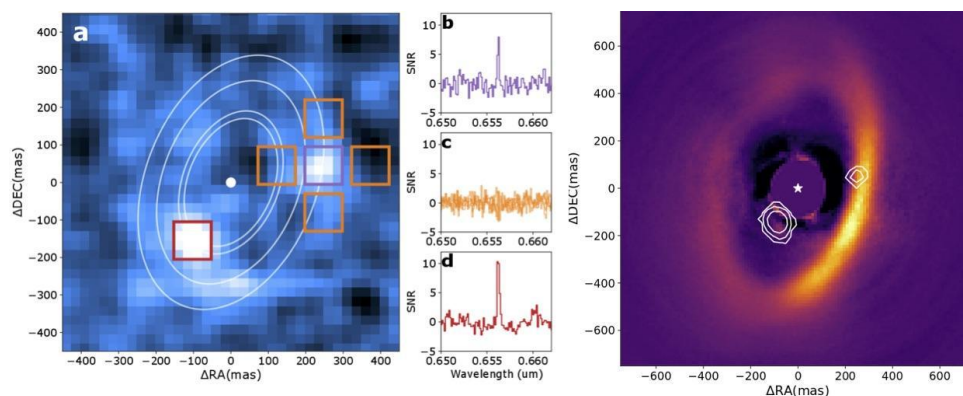 a
ΔDEC(mas)
400
300
200
100
0
−100
−200
−300
−400
−400 −300 −200 −100 0 100 200 300 400
ΔRA(mas)
b
SNR
10
5
0
−5
0.650 0.655 0.660
c
SNR
10
5
0
−5
0.650 0.655 0.660
d
SNR
10
5
0
−5
0.650 0.655 0.660
Wavelength (um)
ΔDEC(mas)
600
400
200
0
−200
−400
−600
−600 −400 −200 0 200 400 600
ΔRA(mas)